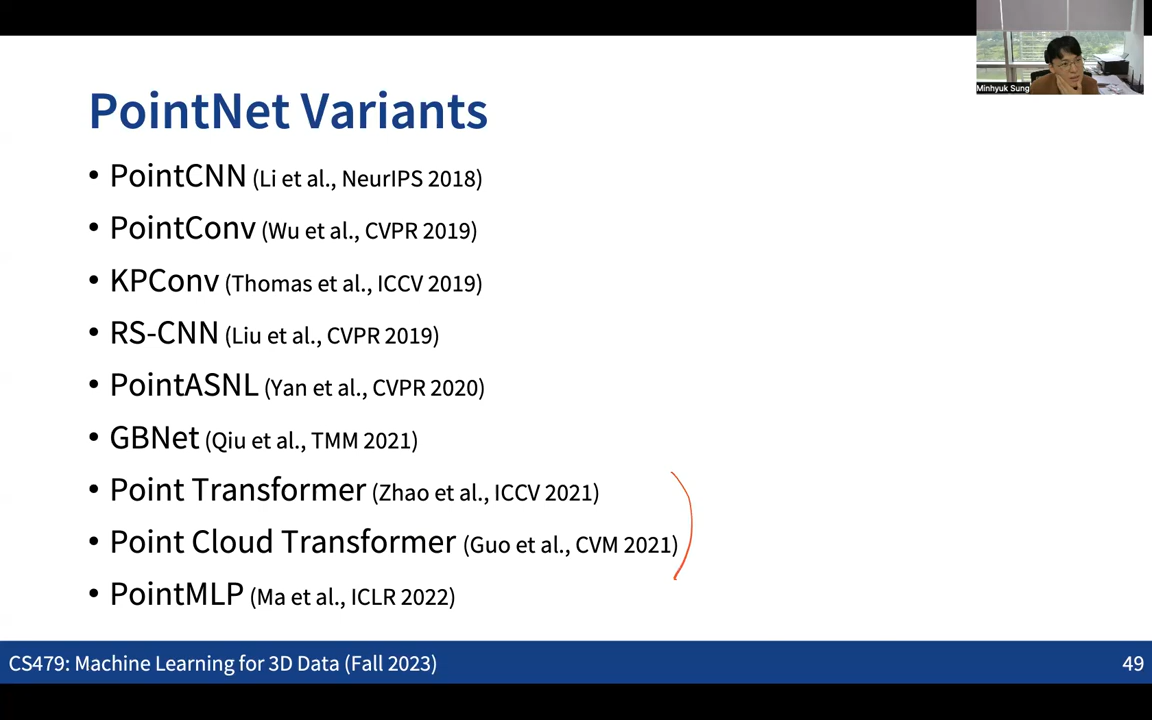 Minhyuk Sung
PointNet Variants
• PointCNN (Li et al., NeurIPS 2018)
• PointConv (Wu et al., CVPR 2019)
• KPConv (Thomas et al., ICCV 2019)
• RS-CNN (Liu et al., CVPR 2019)
• PointASNL (Yan et al., CVPR 2020)
• GBNet (Qiu et al., TMM 2021)
• Point Transformer (Zhao et al., ICCV 2021)
• Point Cloud Transformer (Guo et al., CVM 2021)
• PointMLP (Ma et al., ICLR 2022)
CS479: Machine Learning for 3D Data (Fall 2023)
49